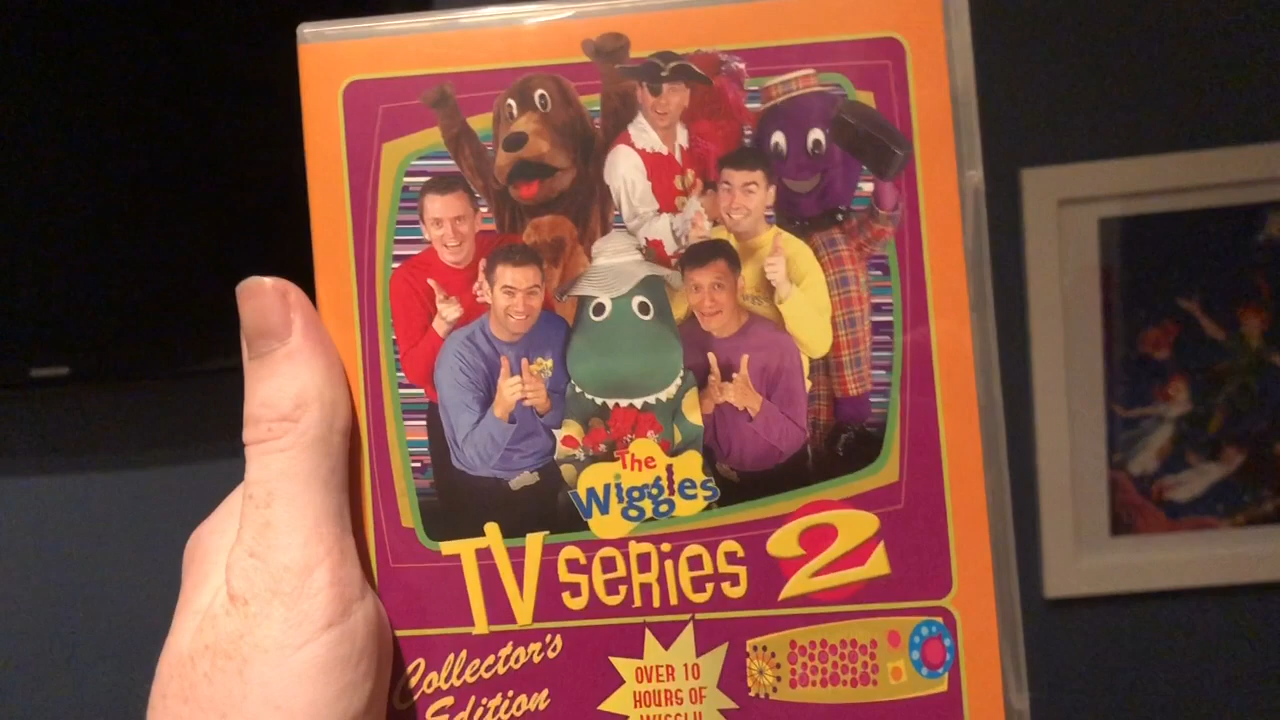 The
Wiggles
TV SERIES 2
Collector's
Edition
OVER 10
HOURS OF